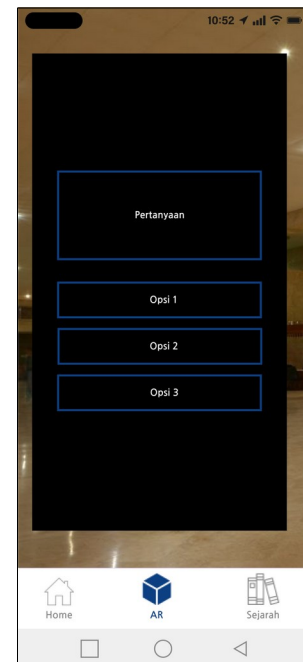 10:52
Pertanyaan
Opsi 1
Opsi 2
Opsi 3
Home
AR
Sejarah